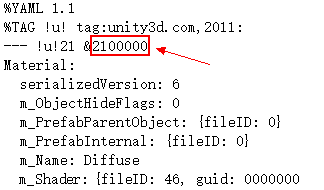 %YAML 1.1
%TAG !u! tag:unity3d.com,2011:
--- !u!21 &2100000
Material:
  serializedVersion: 6
  m_ObjectHideFlags: 0
  m_PrefabParentObject: {fileID: 0}
  m_PrefabInternal: {fileID: 0}
  m_Name: Diffuse
  m_Shader: {fileID: 46, guid: 0000000